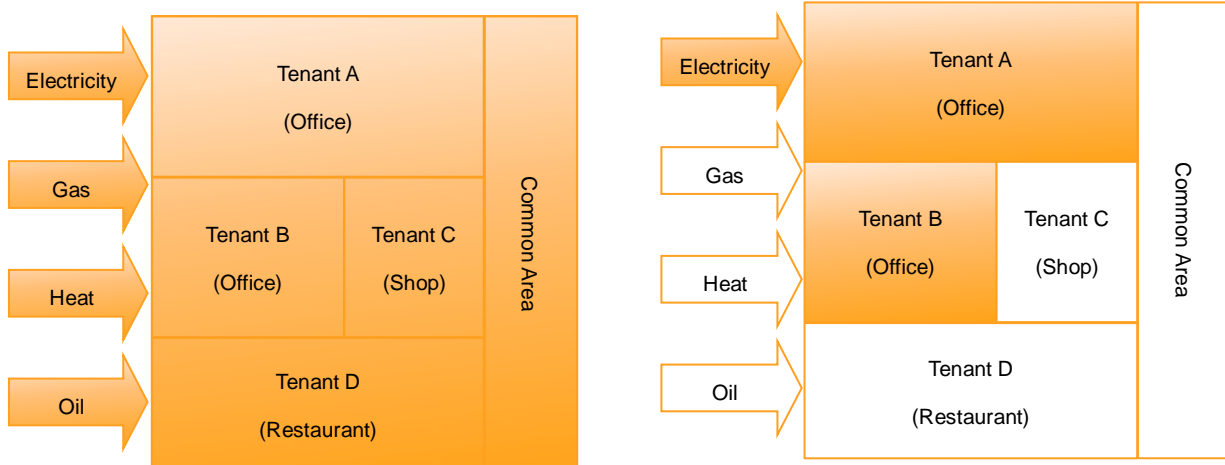 Electricity
Gas
Heat
Oil
Tenant A
(Office)
Tenant B
(Office)
Tenant C
(Shop)
Tenant D
(Restaurant)
Common Area
Electricity
Gas
Heat
Oil
Tenant A
(Office)
Tenant B
(Office)
Tenant C
(Shop)
Tenant D
(Restaurant)
Common Area